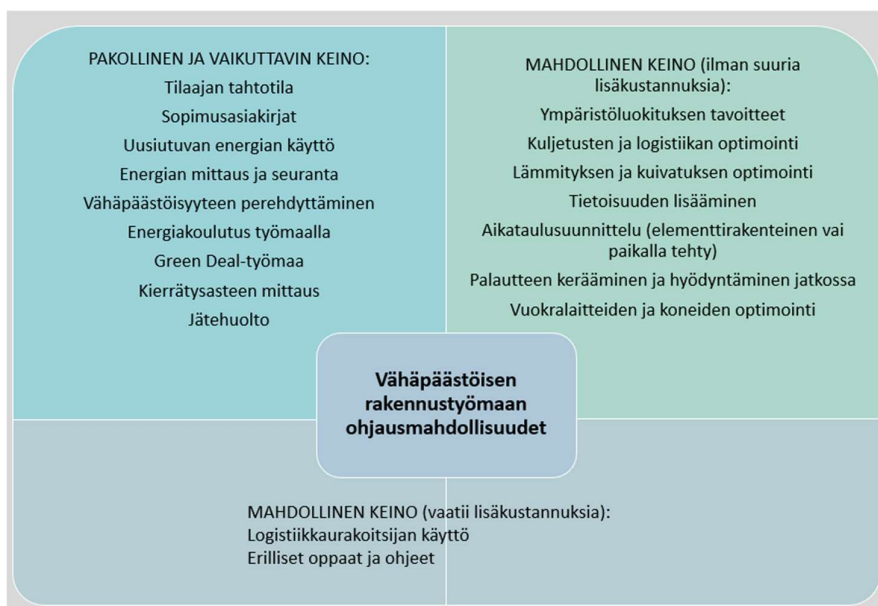 PAKOLLINEN JA VAIKUTTAVIN KEINO:
Tilaajan tahtotila
Sopimusasiakirjat
Uusiutuvan energian käyttö
Energian mittaus ja seuranta
Vähäpäästöisyyteen perehdyttäminen
Energiakoulutus työmaalla
Green Deal-työmaa
Kierrätysasteen mittaus
Jätehuolto
MAHDOLLINEN KEINO (ilman suuria
lisäkustannuksia):
Ympäristöluokituksen tavoitteet
Kuljetusten ja logistiikan optimointi
Lämmityksen ja kuivatuksen optimointi
Tietoisuuden lisääminen
Aikataulusuunnittelu (elementtirakenteinen vai
paikalla tehty)
Palautteen kerääminen ja hyödyntäminen jatkossa
Vuokralaitteiden ja koneiden optimointi
Vähäpäästöisen
rakennustyömaan
ohjausmahdollisuudet
MAHDOLLINEN KEINO (vaatii lisäkustannuksia):
Logistiikkaurakoitsijan käyttö
Erilliset oppaat ja ohjeet